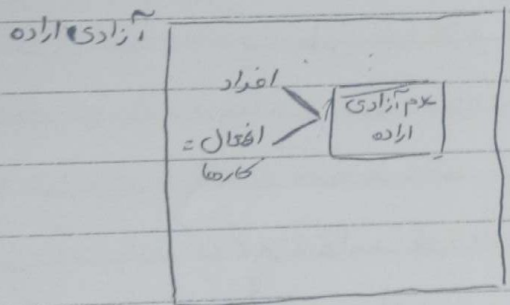 آزادی اراده
افراد
عدم آزادی
اراده
افعال =
کارها